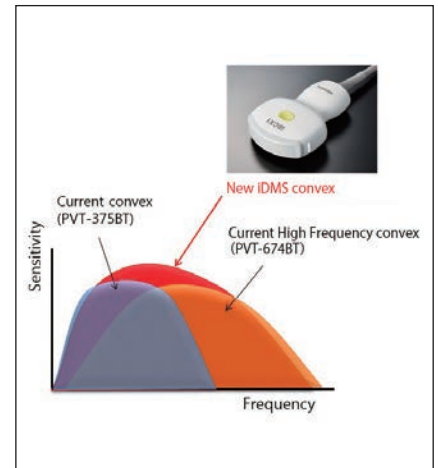 New iDMS convex
Current convex
(PVT-375BT)
Current High Frequency convex
(PVT-674BT)
Sensitivity
Frequency